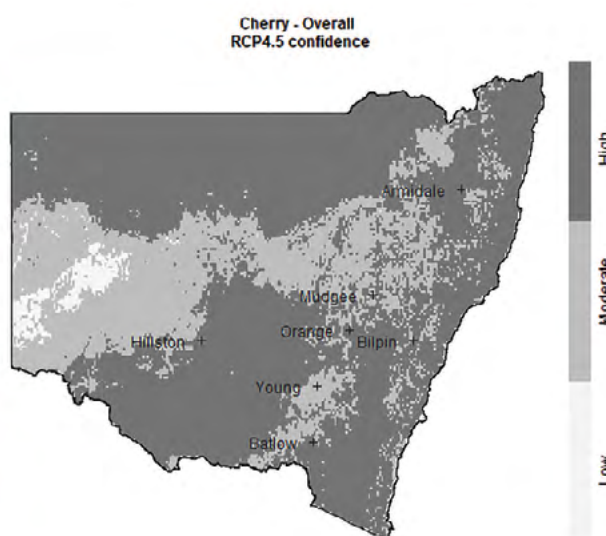 Cherry - Overall
RCP4.5 confidence
High
Armidale
Moderate
Mudgee
Orange
Bilpin
Hillston
Young
Batlow
Low